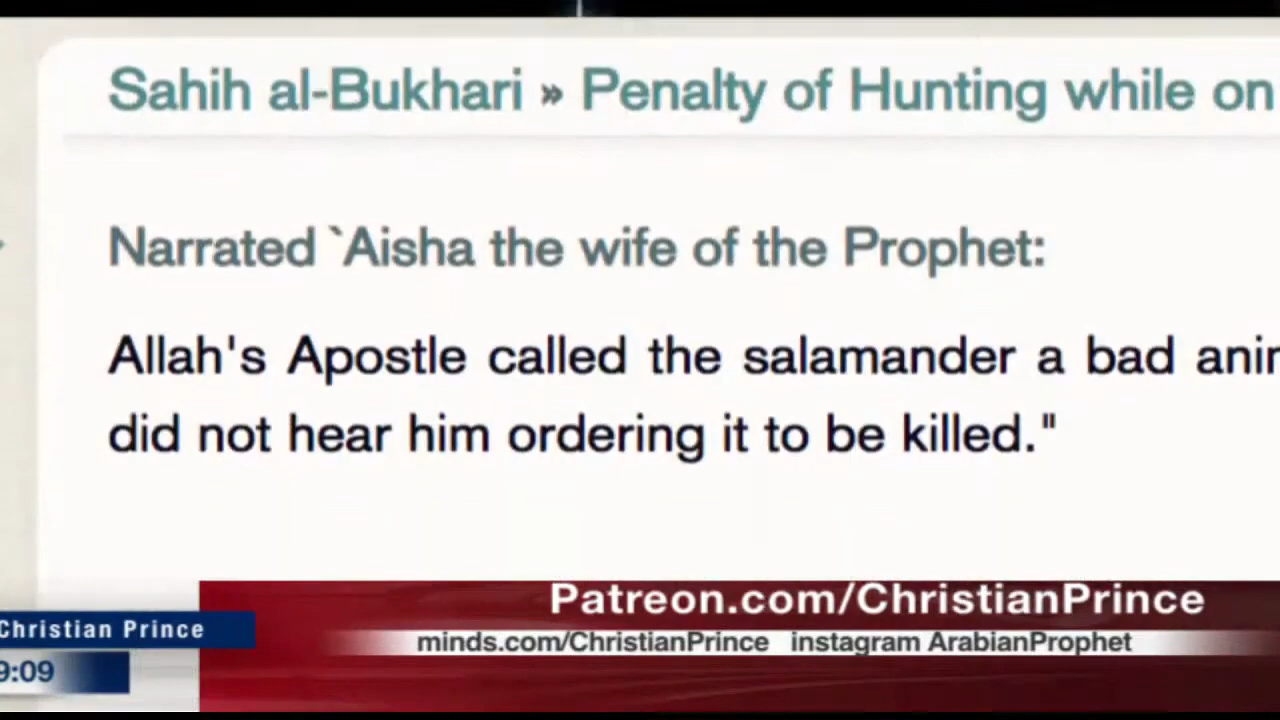 Sahih al-Bukhari » Penalty of Hunting while on
Narrated `Aisha the wife of the Prophet:
Allah's Apostle called the salamander a bad
did not hear him ordering it to be killed."
Patreon.com/ChristianPrince
Christian Prince
minds.com/ChristianPrince instagram ArabianProphet
9:09